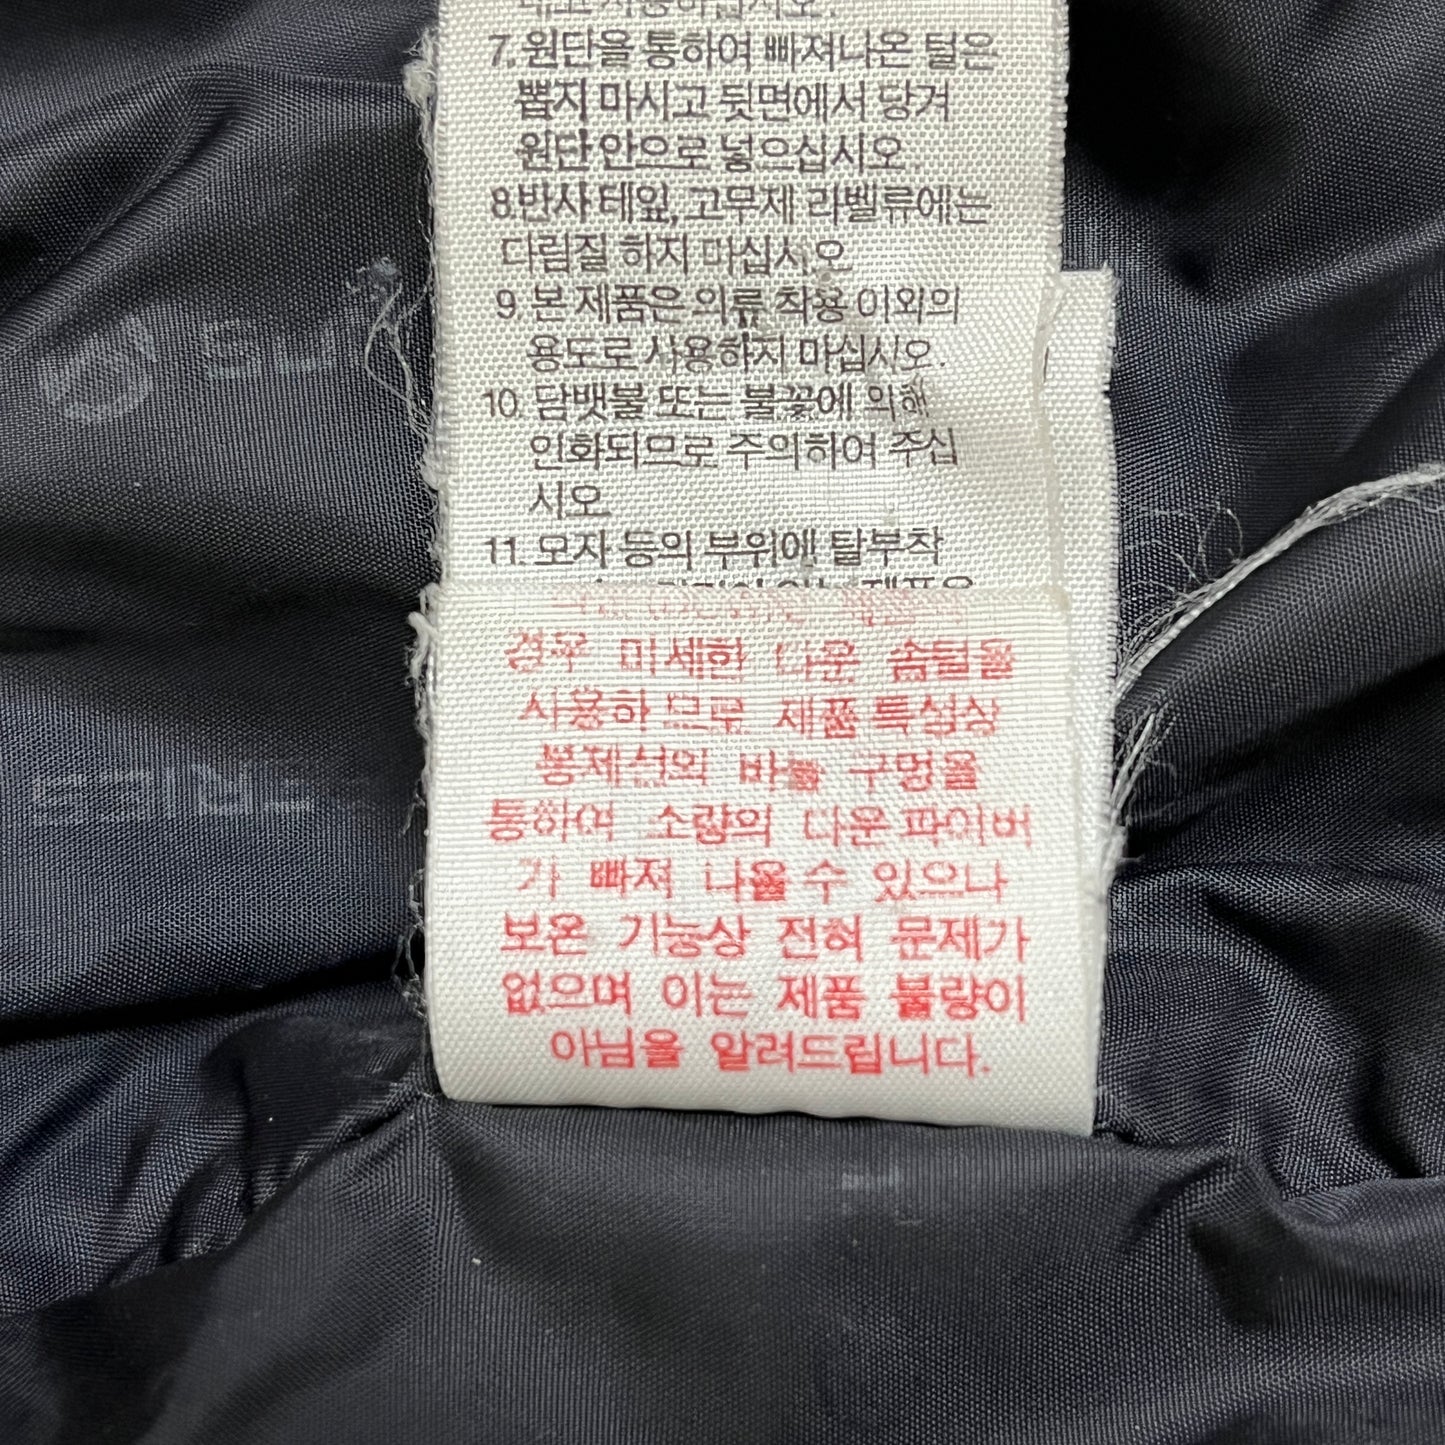 7. 원단을 통하여 빠져나온 털은
뽑지 마시고 뒷면에서 당겨
원단 안으로 넣으십시오.
8.반사 테잎, 고무제 라벨류에는
다림질 하지 마십시오
9. 본 제품은 의류 착용 이외의
용도로 사용하지 마십시오.
10. 담뱃불 또는 불꽃에 의해
인화되므로 주의하여 주십
시오.
11. 모자 등의 부위에 탈부착
경우 미세한 다운 솜털을
사용하므로 제품 특성상
봉제선의 바늘 구멍을
통하여 소량의 다운파이버
가 빠져 나올 수 있으나
보온 기능상 전혀 문제가
없으며 이는 제품 불량이
아님을 알려드립니다.